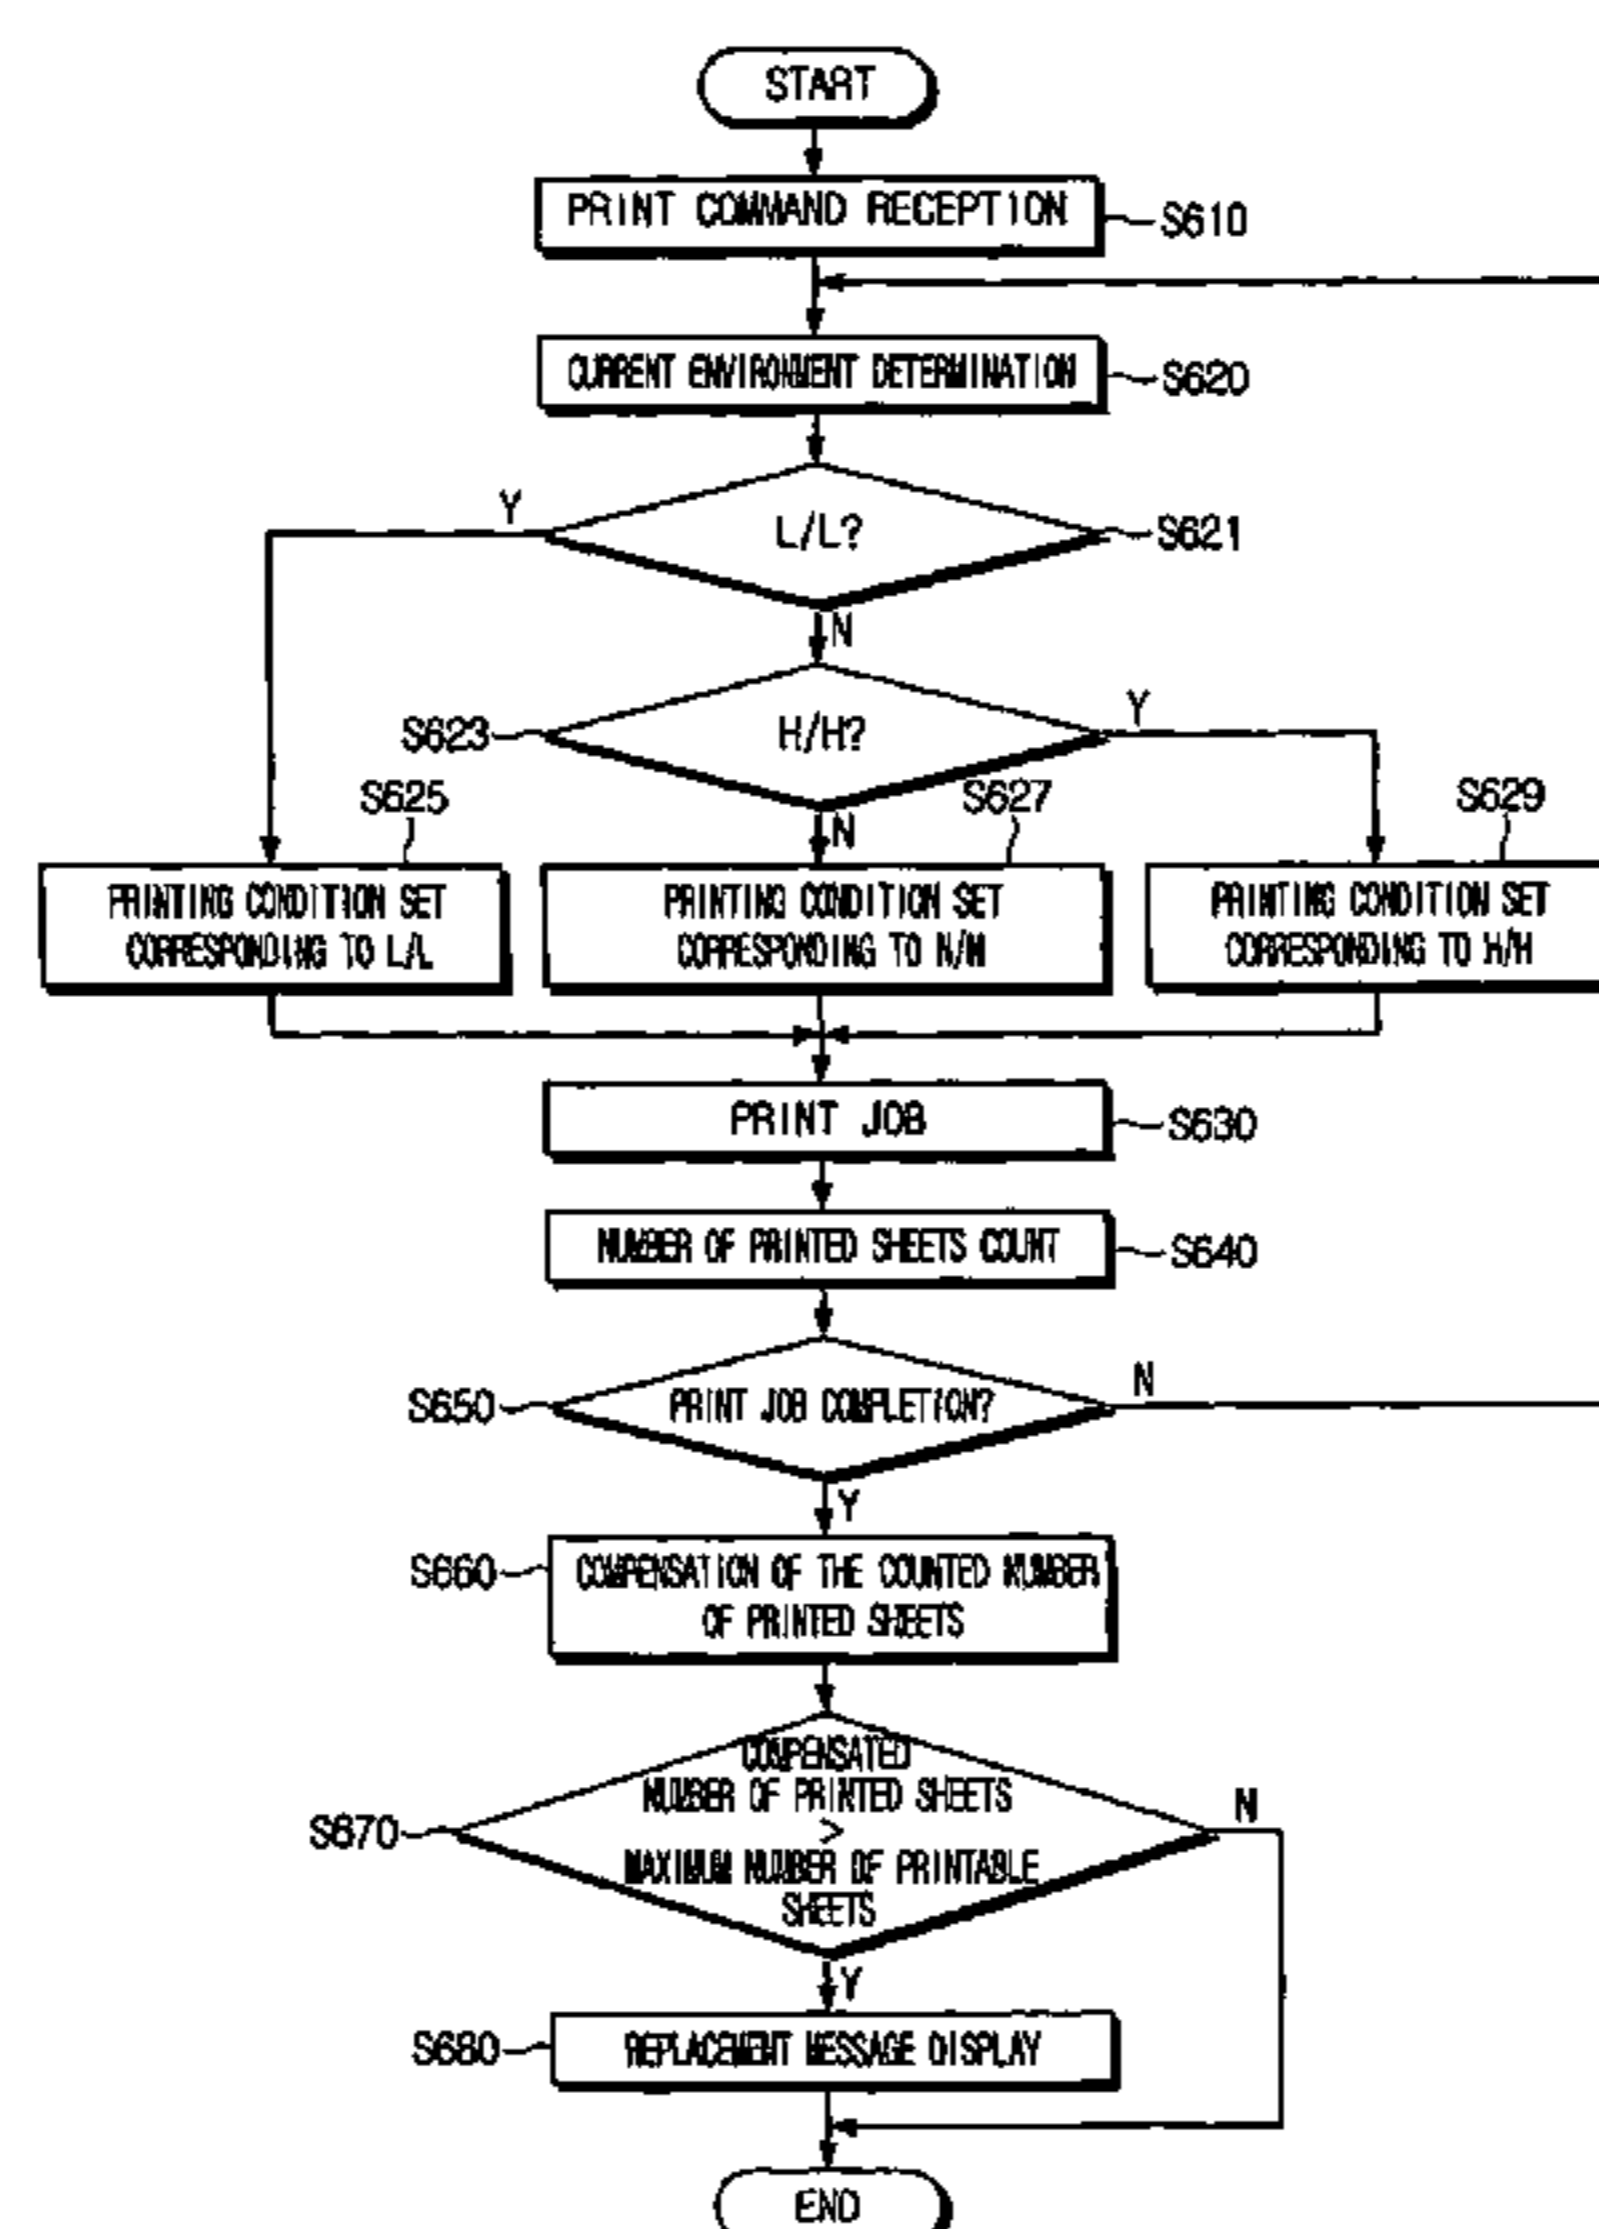 START
PRINT COMMAND RECEPTION
S610
CURRENT ENVIRONMENT DETERMINATION
S620
Y
L/L?
S621
N
S623
H/H?
Y
S625
N
S627
S629
PRINTING CONDITION SET
CORRESPONDING TO L/L
PRINTING CONDITION SET
CORRESPONDING TO N/N
PRINTING CONDITION SET
CORRESPONDING TO H/H
PRINT JOB
S630
NUMBER OF PRINTED SHEETS COUNT
S640
S650
PRINT JOB COMPLETION?
N
Y
S660
COMPENSATION OF THE COUNTED NUMBER
OF PRINTED SHEETS
S670
COMPENSATED
NUMBER OF PRINTED SHEETS
>
MAXIMUM NUMBER OF PRINTABLE
SHEETS
N
Y
S680
REPLACEMENT MESSAGE DISPLAY
END